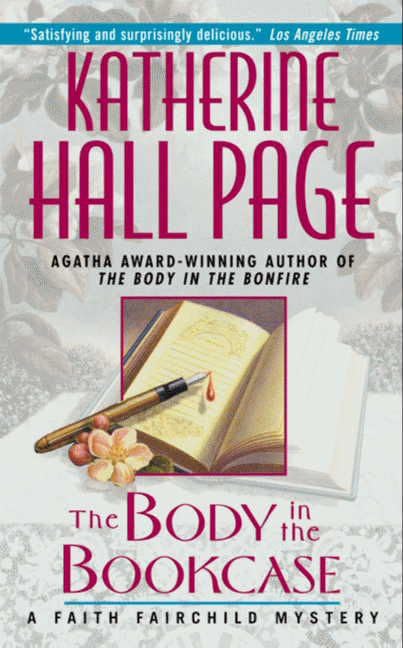 "Satisfying and surprisingly delicious." Los Angeles Times
KATHERINE
HALL PAGE
AGATHA AWARD-WINNING AUTHOR OF
THE BODY IN THE BONFIRE
The BODY in the
BOOKCASE
A FAITH FAIRCHILD MYSTERY